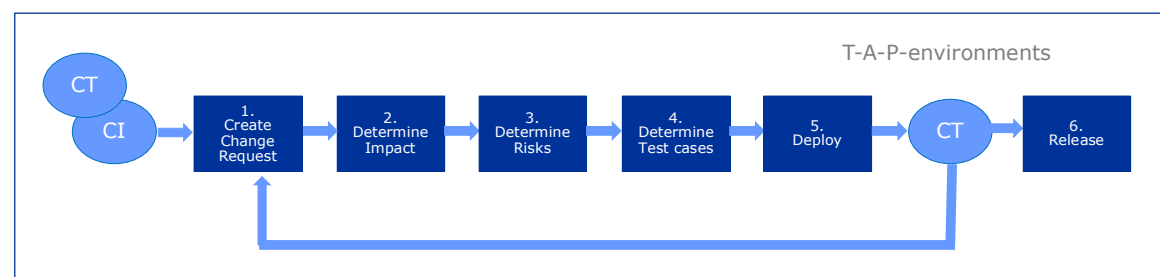 T-A-P-environments
CT
CI
1.
Create
Change
Request
2.
Determine
Impact
3.
Determine
Risks
4.
Determine
Test cases
5.
Deploy
CT
6.
Release